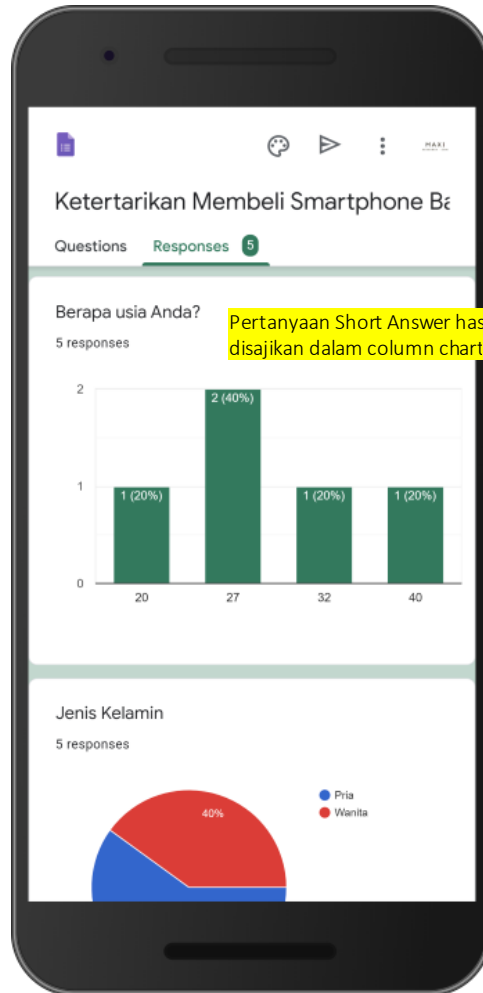 MAXI
Ketertarikan Membeli Smartphone Ba
Questions Responses 5
Berapa usia Anda?
5 responses
Pertanyaan Short Answer has
disajikan dalam column chart
2
2 (40%)
1
1 (20%)
1 (20%)
1 (20%)
0
20 27 32 40
Jenis Kelamin
5 responses
Pria
Wanita
40%